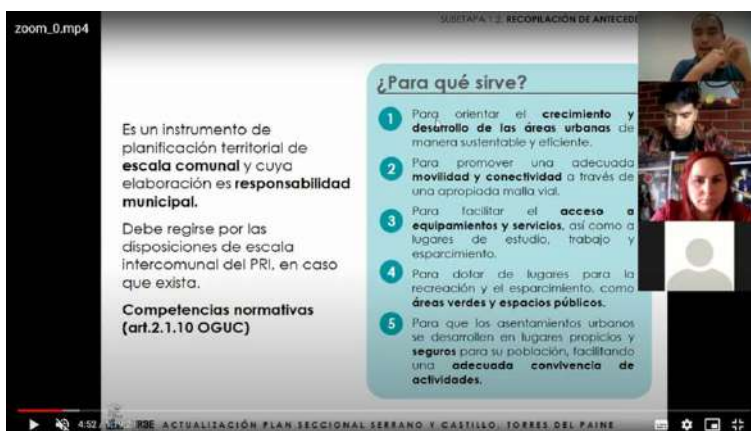 zoom_0.mp4
SUBETAPA 1.2. RECOPILACIÓN DE ANTECEDE
Es un instrumento de
planificación territorial de
escala comunal y cuya
elaboración es responsabilidad
municipal.
Debe regirse por las
disposiciones de escala
intercomunal del PRI, en caso
que exista.
Competencias normativas
(art.2.1.10 OGUC)
¿Para qué sirve?
1 Para orientar el crecimiento y
desarrollo de las áreas urbanas de
manera sustentable y eficiente.
2 Para promover una adecuada
movilidad y conectividad a través de
una apropiada malla vial.
3 Para facilitar el acceso a
equipamientos y servicios, así como a
lugares de estudio, trabajo y
esparcimiento.
4 Para dotar de lugares para la
recreación y el esparcimiento, como
áreas verdes y espacios públicos.
5 Para que los asentamientos urbanos
se desarrollen en lugares propicios y
seguros para su población, facilitando
una adecuada convivencia de
actividades.
4:52
ACTUALIZACIÓN PLAN SECCIONAL SERRANO Y CASTILLO, TORRES DEL PAINE